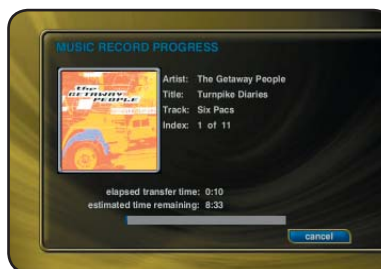 MUSIC RECORD PROGRESS
the
GETAWAY
PEOPLE
Artist: The Getaway People
Title: Turnpike Diaries
Track: Six Pacs
Index: 1 of 11
elapsed transfer time: 0:10
estimated time remaining: 8:33
cancel